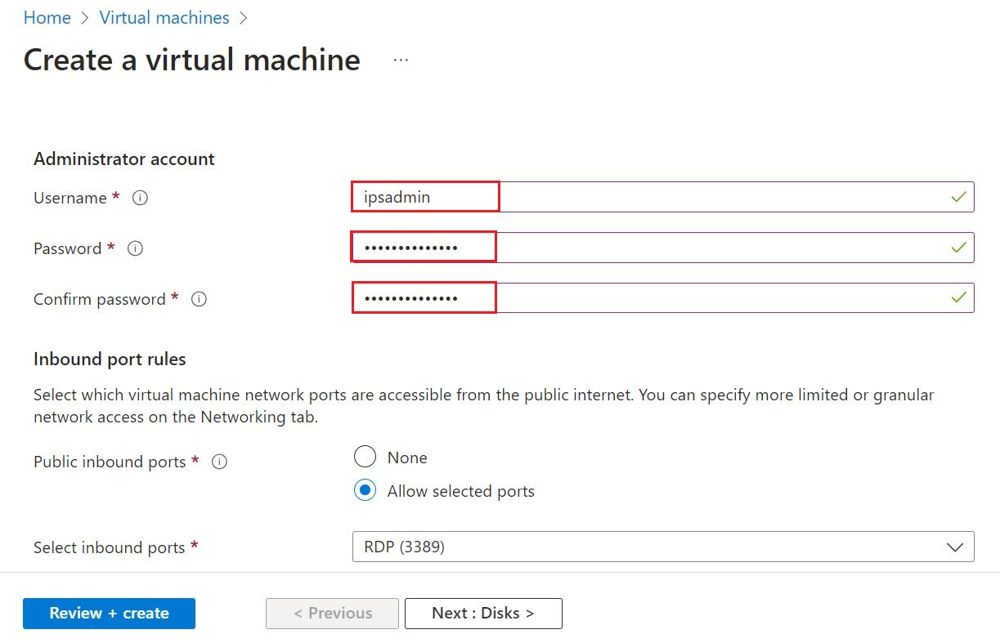 Home > Virtual machines >
Create a virtual machine ...
Administrator account
Username * ipsadmin
Password * ••••••••••••••
Confirm password * ••••••••••••••
Inbound port rules
Select which virtual machine network ports are accessible from the public internet. You can specify more limited or granular
network access on the Networking tab.
Public inbound ports * None
Allow selected ports
Select inbound ports * RDP (3389)
Review + create < Previous Next : Disks >